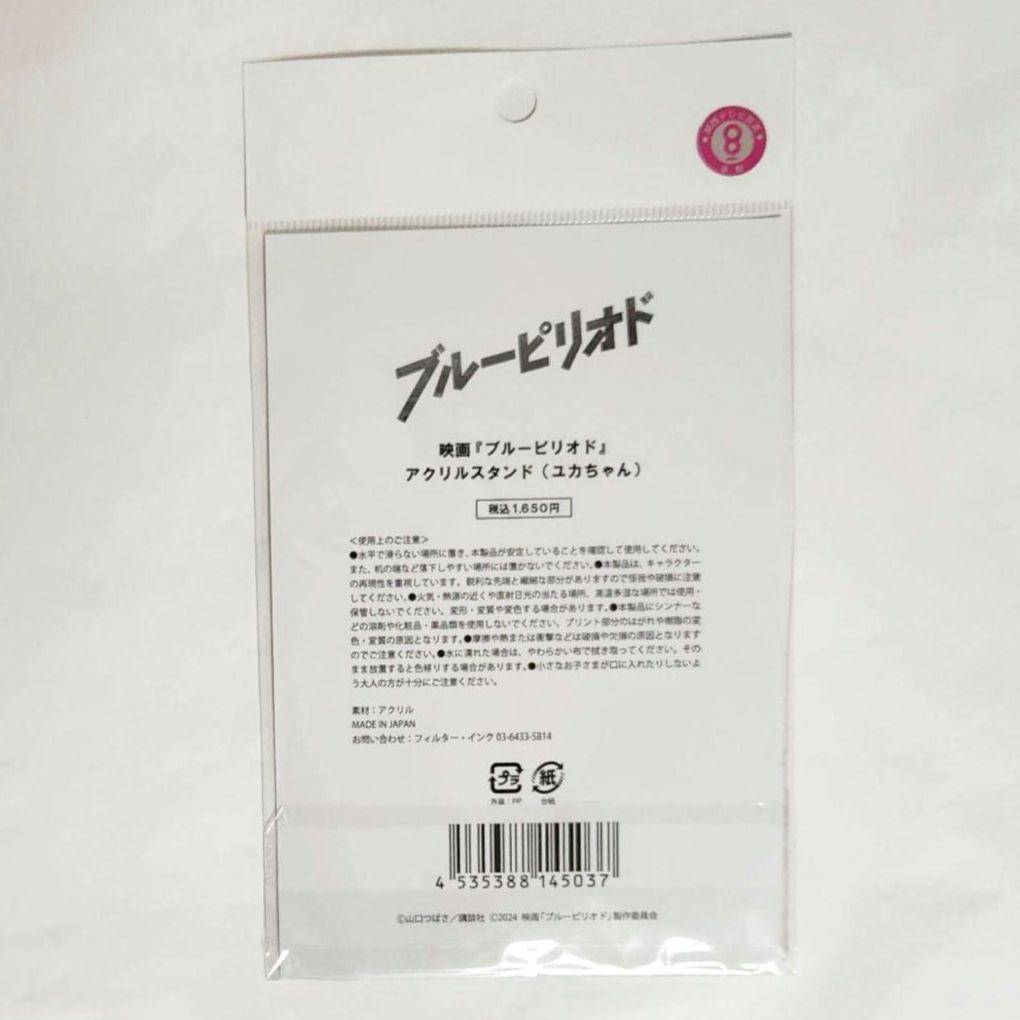 8
ブルーピリオド
映画『ブルーピリオド』
アクリルスタンド（ユカちゃん）
税込1,650円
＜使用上のご注意＞
●水平で滑らない場所に置き、本製品が安定していることを確認して使用してください。
また、机の端など落下しやすい場所には置かないでください。●本製品は、キャラクター
の再現性を重視しています。鋭利な先端と繊細な部分がありますので怪我や破損に注意
してください。●火気・熱源の近くや直射日光の当たる場所、高温多湿な場所では使用・
保管しないでください。変形・変質や変色する場合があります。●本製品にシンナーな
どの溶剤や化粧品・薬品類を使用しないでください。プリント部分のはがれや樹脂の変
色・変質の原因となります。●摩擦や熱または衝撃などは破損や欠損の原因となります
のでご注意ください。●水に濡れた場合は、やわらかい布で拭き取ってください。その
まま放置すると色移りする場合があります。●小さなお子さまが口に入れたりしないよ
う大人の方が十分にご注意ください。
素材：アクリル
MADE IN JAPAN
お問い合わせ：フィルター・インク 03-6433-5814
プラ 紙
外装：PP 台紙
4 535388 145037
©山口つばさ／講談社 ©2024 映画「ブルーピリオド」製作委員会